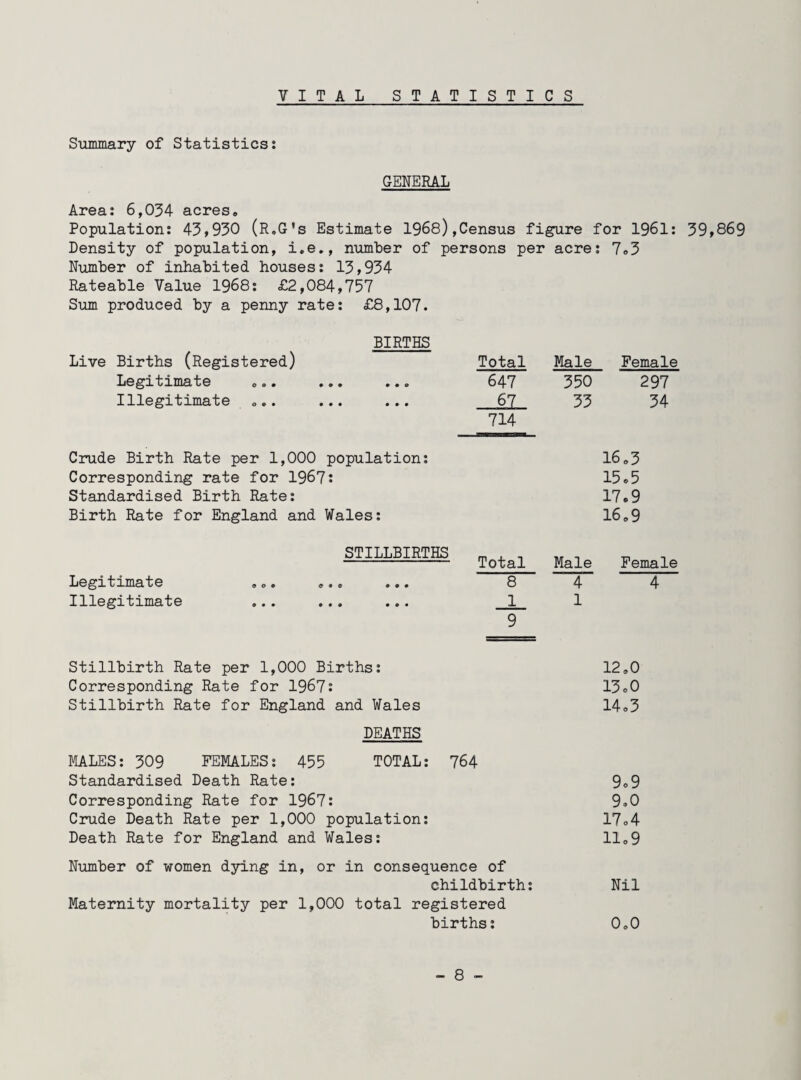 VITAL STATISTICS
Summary of Statistics:
GENERAL
Area: 6,034 acres.
Population: 43,930 (R.G's Estimate 1968),Census figure for 1961: 39,869
Density of population, i.e., number of persons per acre: 7.3
Number of inhabited houses: 13,934
Rateable Value 1968: £2,084,757
Sum produced by a penny rate: £8,107.
BIRTHS
Live Births (Registered) Total Male Female
Legitimate ... ... ... 647 350 297
Illegitimate ... ... ... 67 33 34
714
Crude Birth Rate per 1,000 population: 16.3
Corresponding rate for 1967: 15.5
Standardised Birth Rate: 17.9
Birth Rate for England and Wales: 16.9
STILLBIRTHS Total Male Female
Legitimate ... ... ... 8 4 4
Illegitimate ... ... ... 1 1
9
Stillbirth Rate per 1,000 Births: 12.0
Corresponding Rate for 1967: 13.0
Stillbirth Rate for England and Wales 14.3
DEATHS
MALES: 309 FEMALES: 455 TOTAL: 764
Standardised Death Rate: 9.9
Corresponding Rate for 1967: 9.0
Crude Death Rate per 1,000 population: 17.4
Death Rate for England and Wales: 11.9
Number of women dying in, or in consequence of
childbirth: Nil
Maternity mortality per 1,000 total registered
births: 0.0
- 8 -